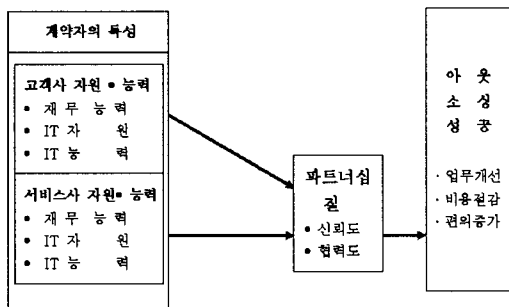 계약자의 특성
고객사 자원 • 능력
• 재 무 능 력
• IT 자 원
• IT 능 력
서비스사 자원• 능력
• 재 무 능 력
• IT 자 원
• IT 능 력
파트너십
질
• 신뢰도
• 협력도
아 웃
소 싱
성 공
· 업무개선
· 비용절감
· 편의증가